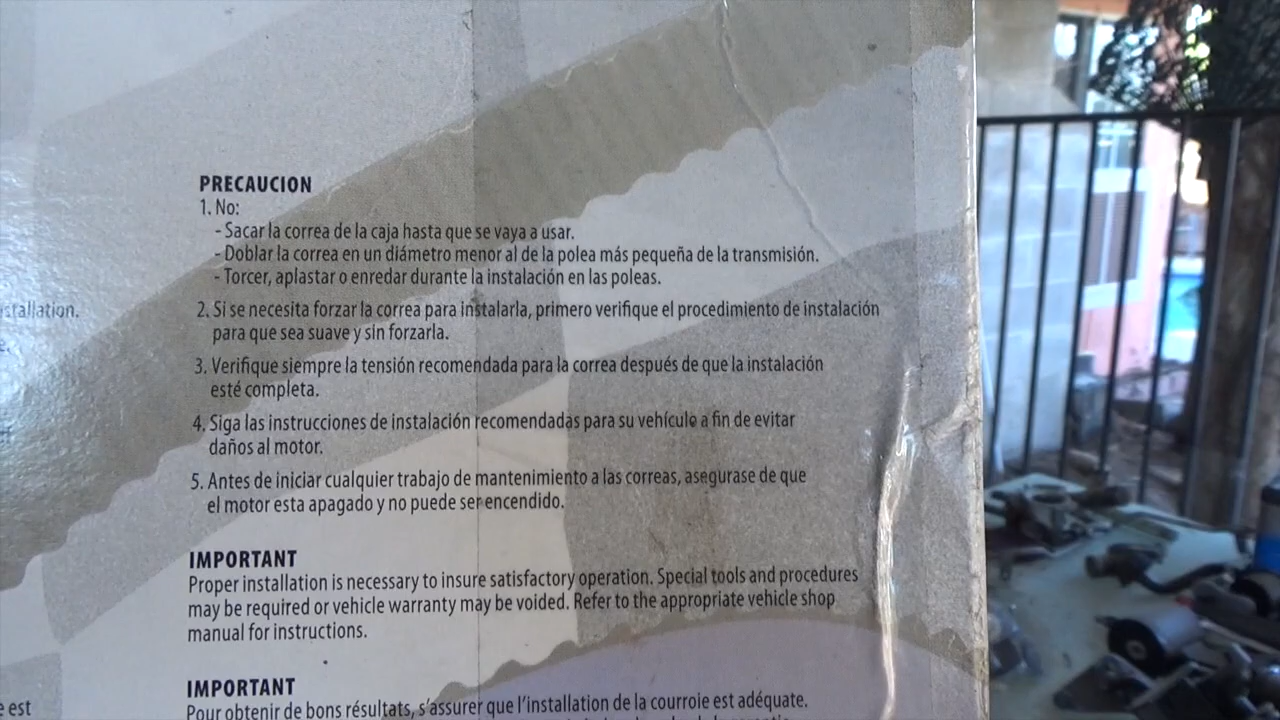 PRECAUCION
1. No:
- Sacar la correa de la caja hasta que se vaya a usar.
- Doblar la correa en un diámetro menor al de la polea más pequeña de la transmisión.
- Torcer, aplastar o enredar durante la instalación en las poleas.
2. Si se necesita forzar la correa para instalarla, primero verifique el procedimiento de instalación
para que sea suave y sin forzarla.
3. Verifique siempre la tensión recomendada para la correa después de que la instalación
esté completa.
4. Siga las instrucciones de instalación recomendadas para su vehículo a fin de evitar
daños al motor.
5. Antes de iniciar cualquier trabajo de mantenimiento a las correas, asegurase de que
el motor esta apagado y no puede ser encendido.
IMPORTANT
Proper installation is necessary to insure satisfactory operation. Special tools and procedures
may be required or vehicle warranty may be voided. Refer to the appropriate vehicle shop
manual for instructions.
IMPORTANT
Pour obtenir de bons résultats, s'assurer que l'installation de la courroie est adéquate.
stallation.
e est